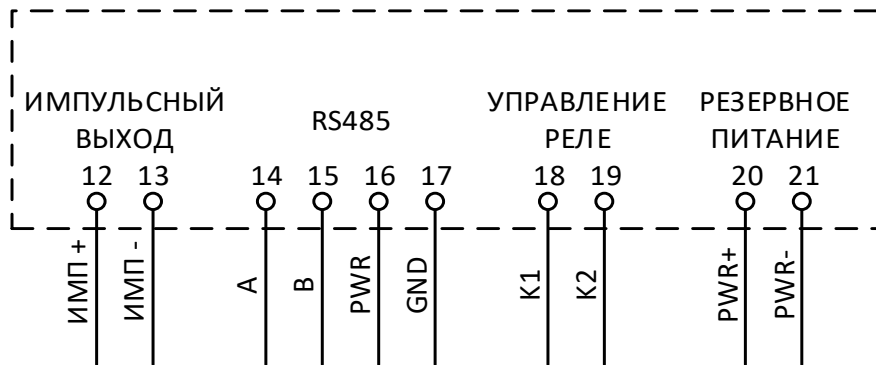 ИМПУЛЬСНЫЙ
ВЫХОД
RS485
УПРАВЛЕНИЕ
РЕЛЕ
РЕЗЕРВНОЕ
ПИТАНИЕ
12 13 14 15 16 17 18 19 20 21
ИМП +
ИМП -
A
B
PWR
GND
K1
K2
PWR+
PWR-